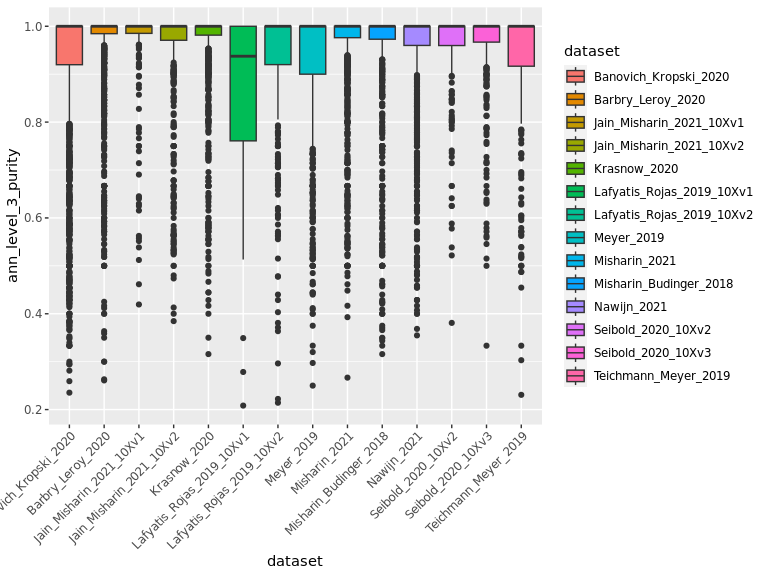 1.0
0.8
0.6
0.4
0.2
ann_level_3_purity
vich_Kropski_2020
Barbry_Leroy_2020
Jain_Misharin_2021_10Xv1
Jain_Misharin_2021_10Xv2
Krasnow_2020
Lafyatis_Rojas_2019_10Xv1
Lafyatis_Rojas_2019_10Xv2
Meyer_2019
Misharin_2021
Misharin_Budinger_2018
Nawijn_2021
Seibold_2020_10Xv2
Seibold_2020_10Xv3
Teichmann_Meyer_2019
dataset
dataset
Banovich_Kropski_2020
Barbry_Leroy_2020
Jain_Misharin_2021_10Xv1
Jain_Misharin_2021_10Xv2
Krasnow_2020
Lafyatis_Rojas_2019_10Xv1
Lafyatis_Rojas_2019_10Xv2
Meyer_2019
Misharin_2021
Misharin_Budinger_2018
Nawijn_2021
Seibold_2020_10Xv2
Seibold_2020_10Xv3
Teichmann_Meyer_2019